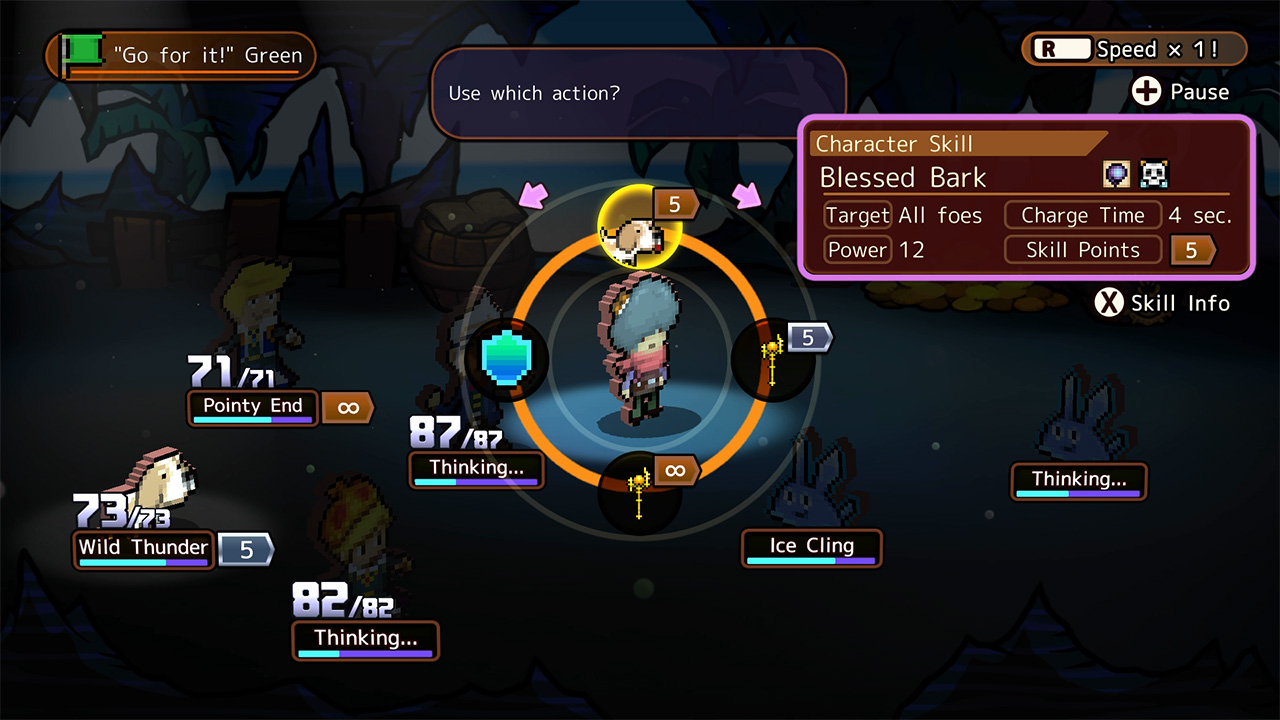 "Go for it!" Green
Use which action?
R Speed × 1!
+ Pause
Character Skill
Blessed Bark
Target All foes Charge Time 4 sec.
Power 12 Skill Points 5
X Skill Info
5
5
∞
71/71
Pointy End ∞
87/87
Thinking...
73/73
Wild Thunder 5
82/82
Thinking...
Ice Cling
Thinking...